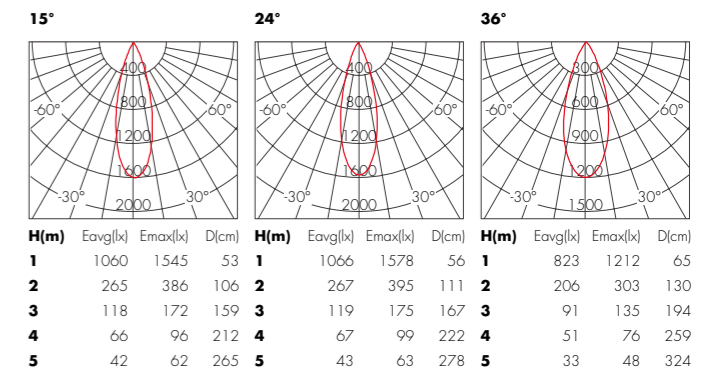 15° 24° 36°
400 400 300
800 800 600
-60° 60° -60° 60° -60° 60°
1200 1200 900
1600 1600 1200
-30° 30° -30° 30° -30° 30°
2000 2000 1500
H(m) Eavg(lx) Emax(lx) D(cm) H(m) Eavg(lx) Emax(lx) D(cm) H(m) Eavg(lx) Emax(lx) D(cm)
1 1060 1545 53 1 1066 1578 56 1 823 1212 65
2 265 386 106 2 267 395 111 2 206 303 130
3 118 172 159 3 119 175 167 3 91 135 194
4 66 96 212 4 67 99 222 4 51 76 259
5 42 62 265 5 43 63 278 5 33 48 324